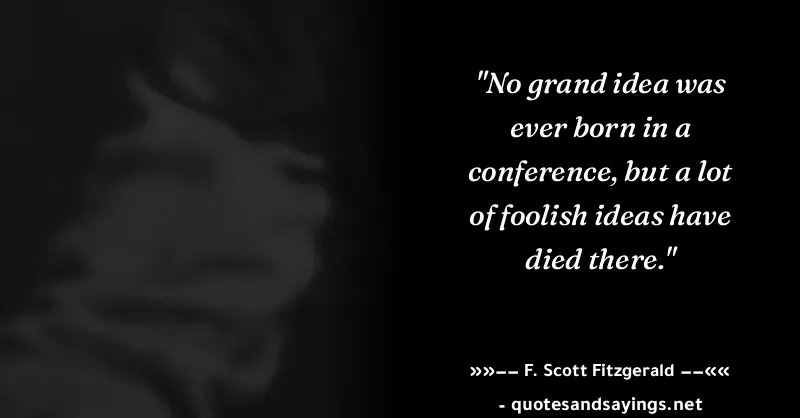 "No grand idea was
ever born in a
conference, but a lot
of foolish ideas have
died there."
»»−− F. Scott Fitzgerald −−««
- quotesandsayings.net